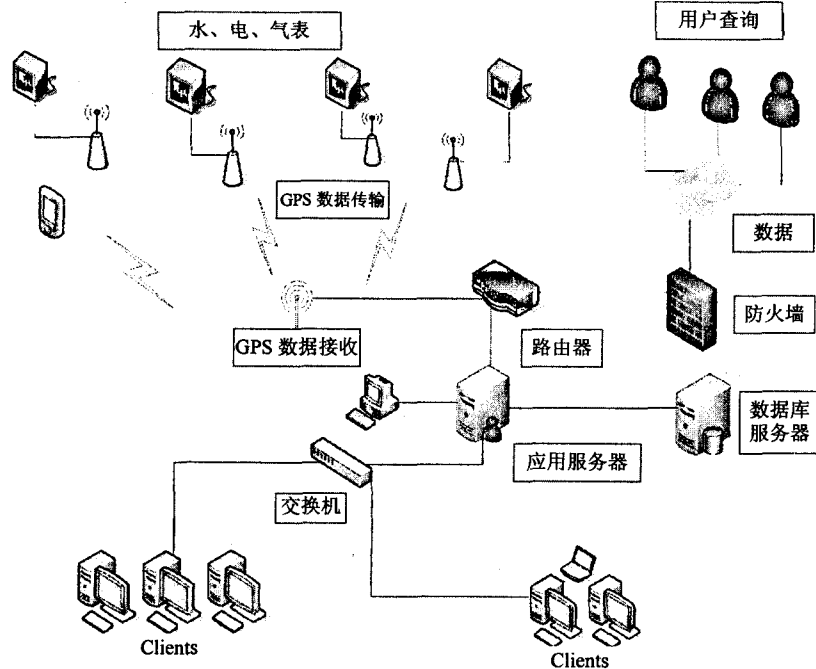 水、电、气表
用户查询
GPS 数据传输
数据
GPS 数据接收
路由器
防火墙
应用服务器
数据库
服务器
交换机
Clients
Clients